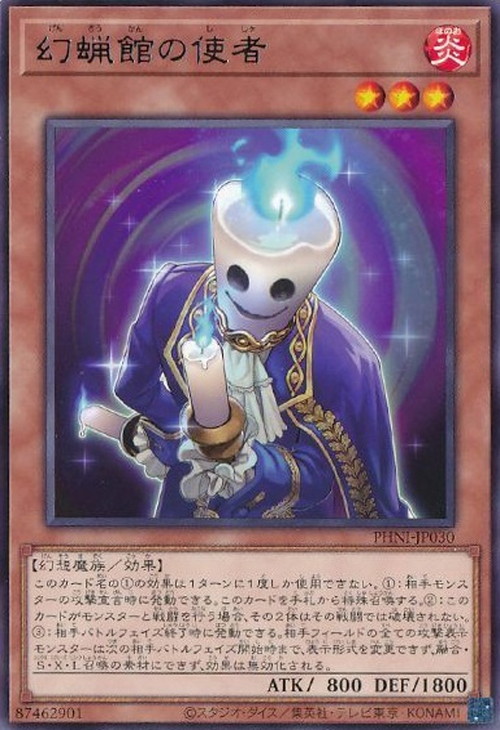 幻蝋館の使者
炎
PHNI-JP030
【幻想魔族／効果】
このカード名の①の効果は１ターンに１度しか使用できない。①：相手モンス
ターの攻撃宣言時に発動できる。このカードを手札から特殊召喚する。②：こ
のカードがモンスターと戦闘を行う場合、その２体はその戦闘では破壊されない。
③：相手バトルフェイズ終了時に発動できる。相手フィールドの全ての攻撃表示
モンスターは次の相手バトルフェイズ開始時まで、表示形式を変更できず、融合・
Ｓ・Ｘ・Ｌ召喚の素材にできず、効果は無効化される。
ATK/ 800 DEF/1800
87462901 ©スタジオ・ダイス／集英社・テレビ東京・KONAMI